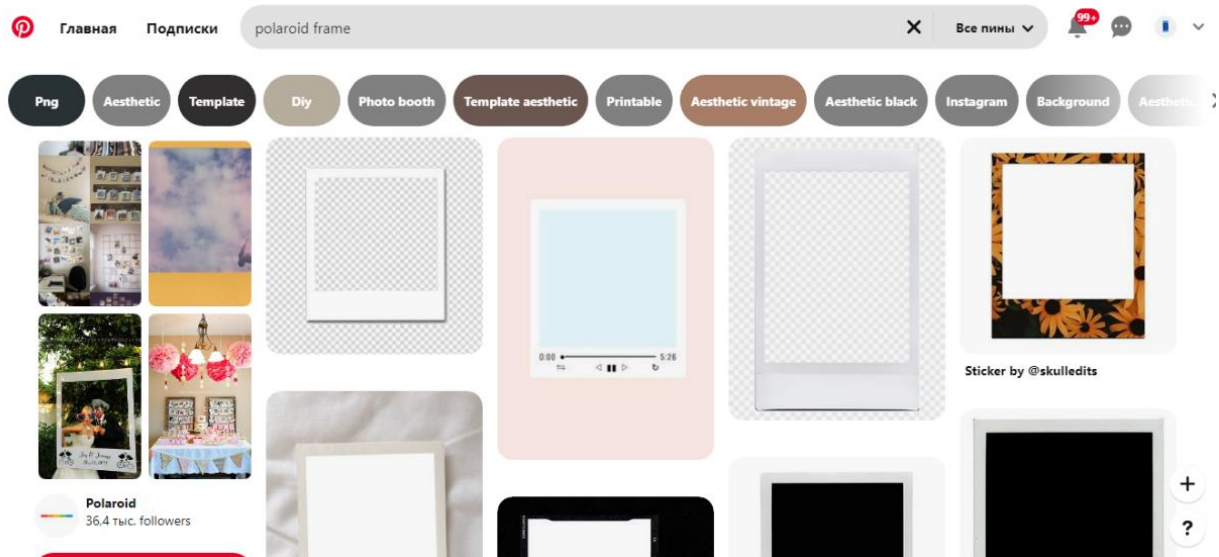 Главная
Подписки
polaroid frame
Все пины
99+
Png
Aesthetic
Template
Diy
Photo booth
Template aesthetic
Printable
Aesthetic vintage
Aesthetic black
Instagram
Background
Aesthetic
0:00
5:26
Sticker by @skulledits
Polaroid
36,4 тыс. followers
?